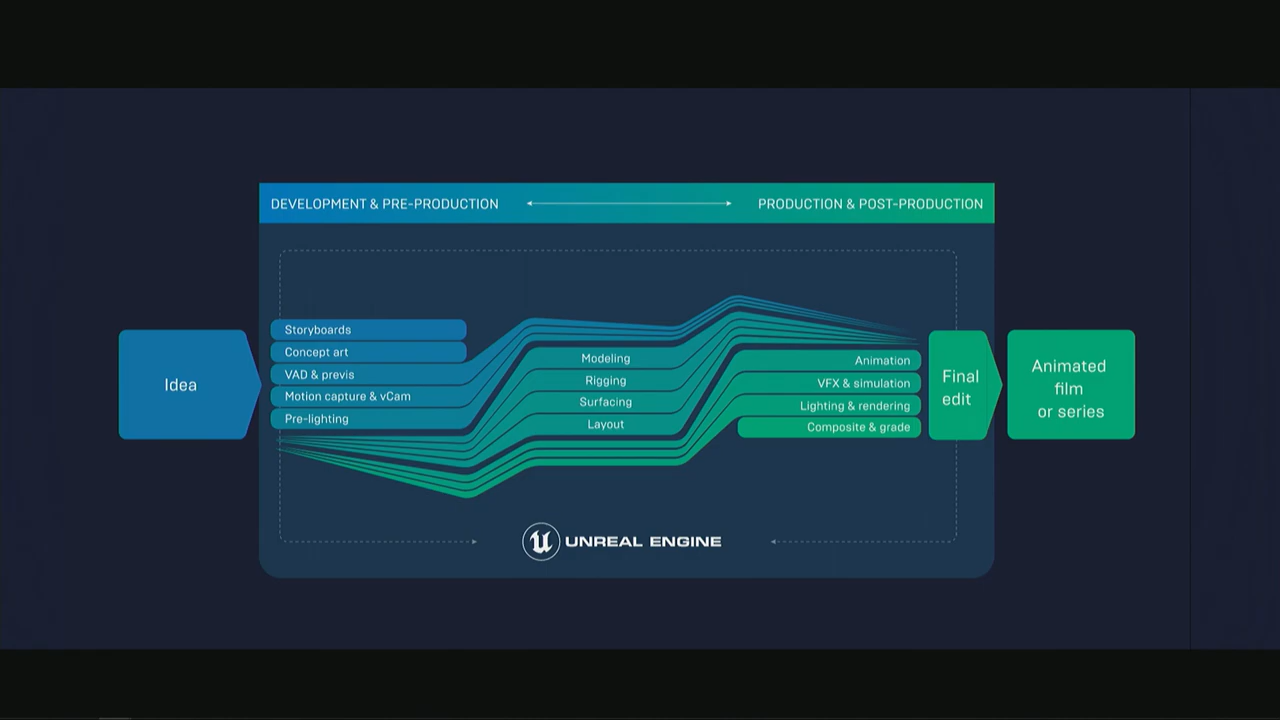 DEVELOPMENT & PRE-PRODUCTION
PRODUCTION & POST-PRODUCTION
Idea
Storyboards
Concept art
VAD & previs
Motion capture & vCam
Pre-lighting
Modeling
Rigging
Surfacing
Layout
Animation
VFX & simulation
Lighting & rendering
Composite & grade
Final
edit
Animated
film
or series
UNREAL ENGINE